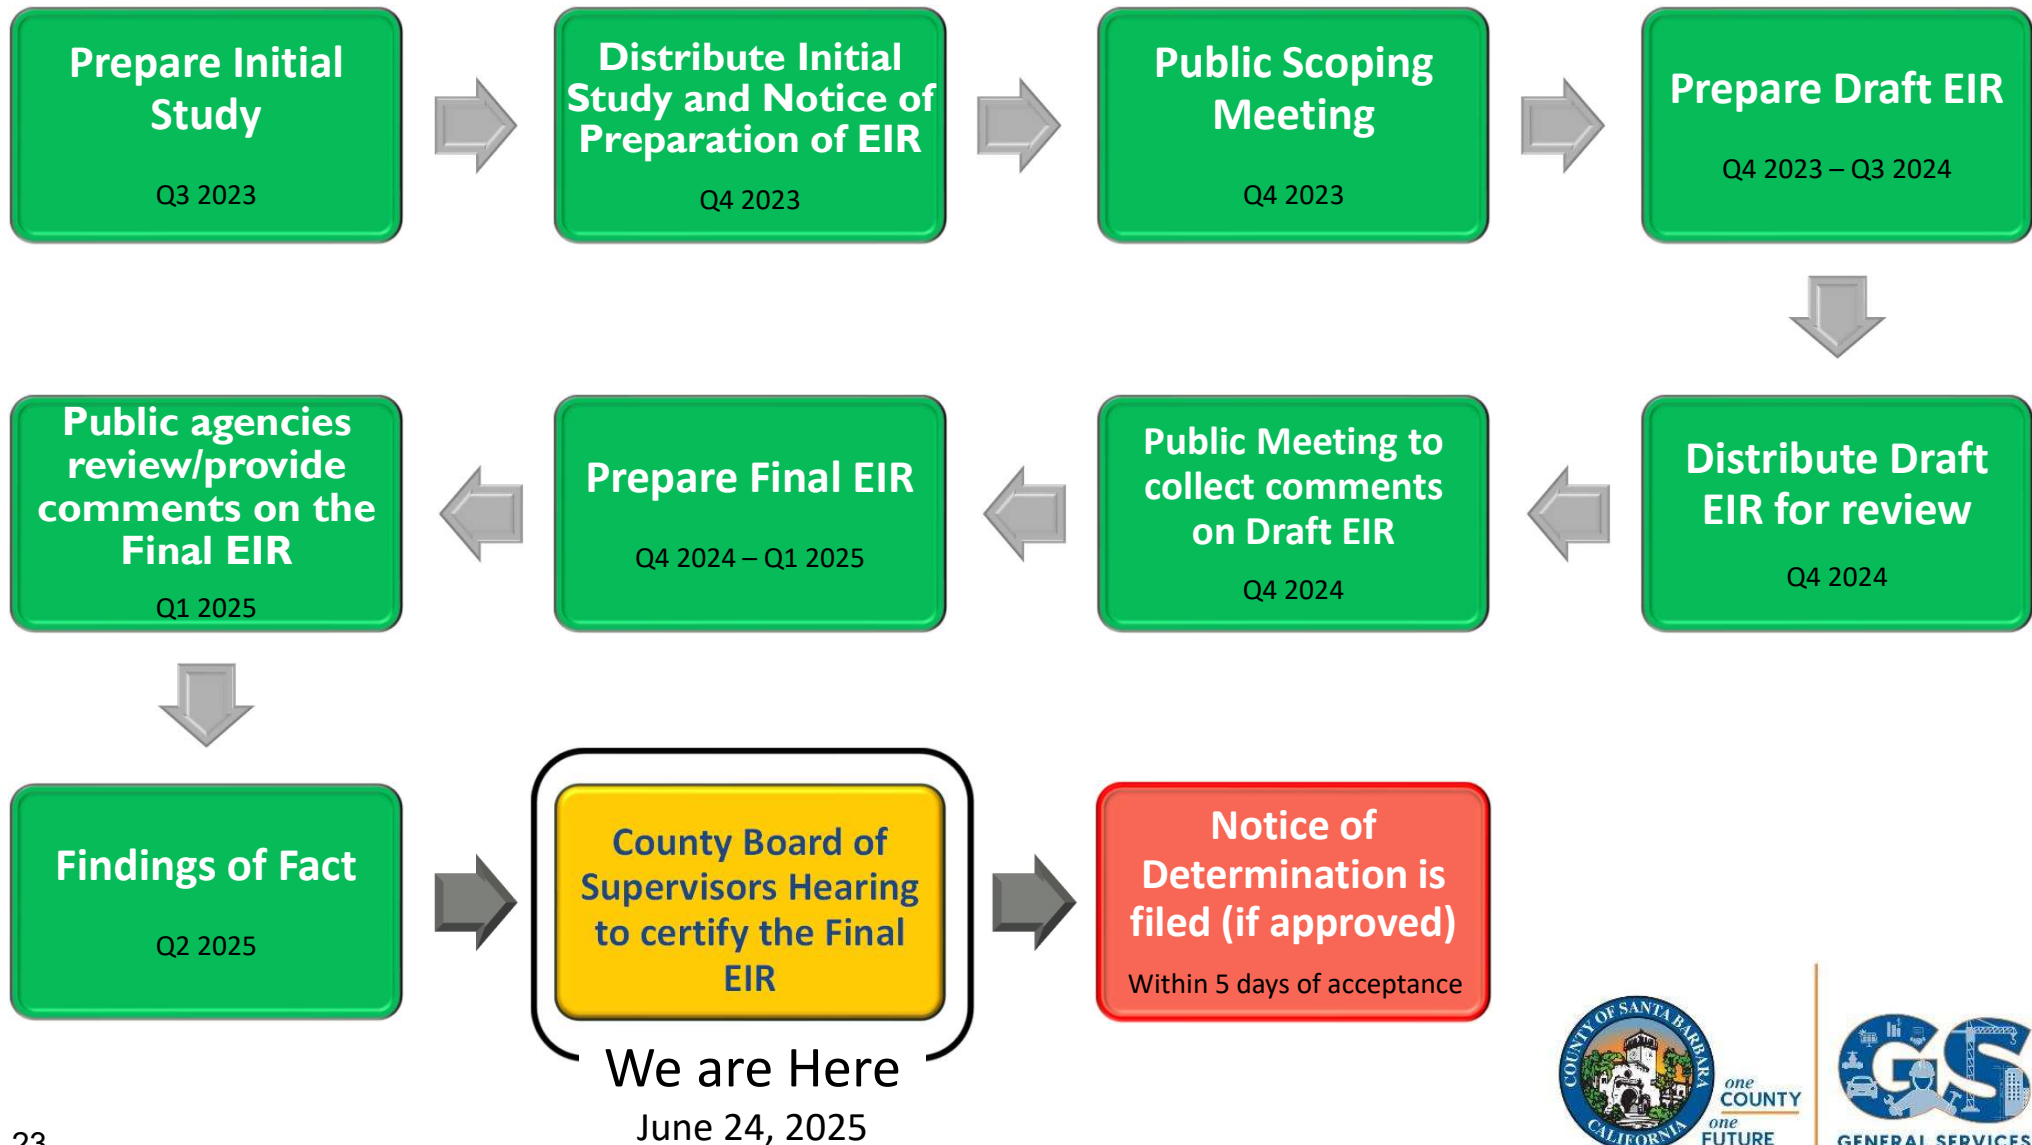 Prepare Initial
Study
Q3 2023
Distribute Initial
Study and Notice of
Preparation of EIR
Q4 2023
Public Scoping
Meeting
Q4 2023
Prepare Draft EIR
Q4 2023 – Q3 2024
Distribute Draft
EIR for review
Q4 2024
Public Meeting to
collect comments
on Draft EIR
Q4 2024
Prepare Final EIR
Q4 2024 – Q1 2025
Public agencies
review/provide
comments on the
Final EIR
Q1 2025
Findings of Fact
Q2 2025
County Board of
Supervisors Hearing
to certify the Final
EIR
We are Here
June 24, 2025
Notice of
Determination is
filed (if approved)
Within 5 days of acceptance
COUNTY OF SANTA BARBARA
CALIFORNIA
one
COUNTY
one
FUTURE
GS
GENERAL SERVICES
23